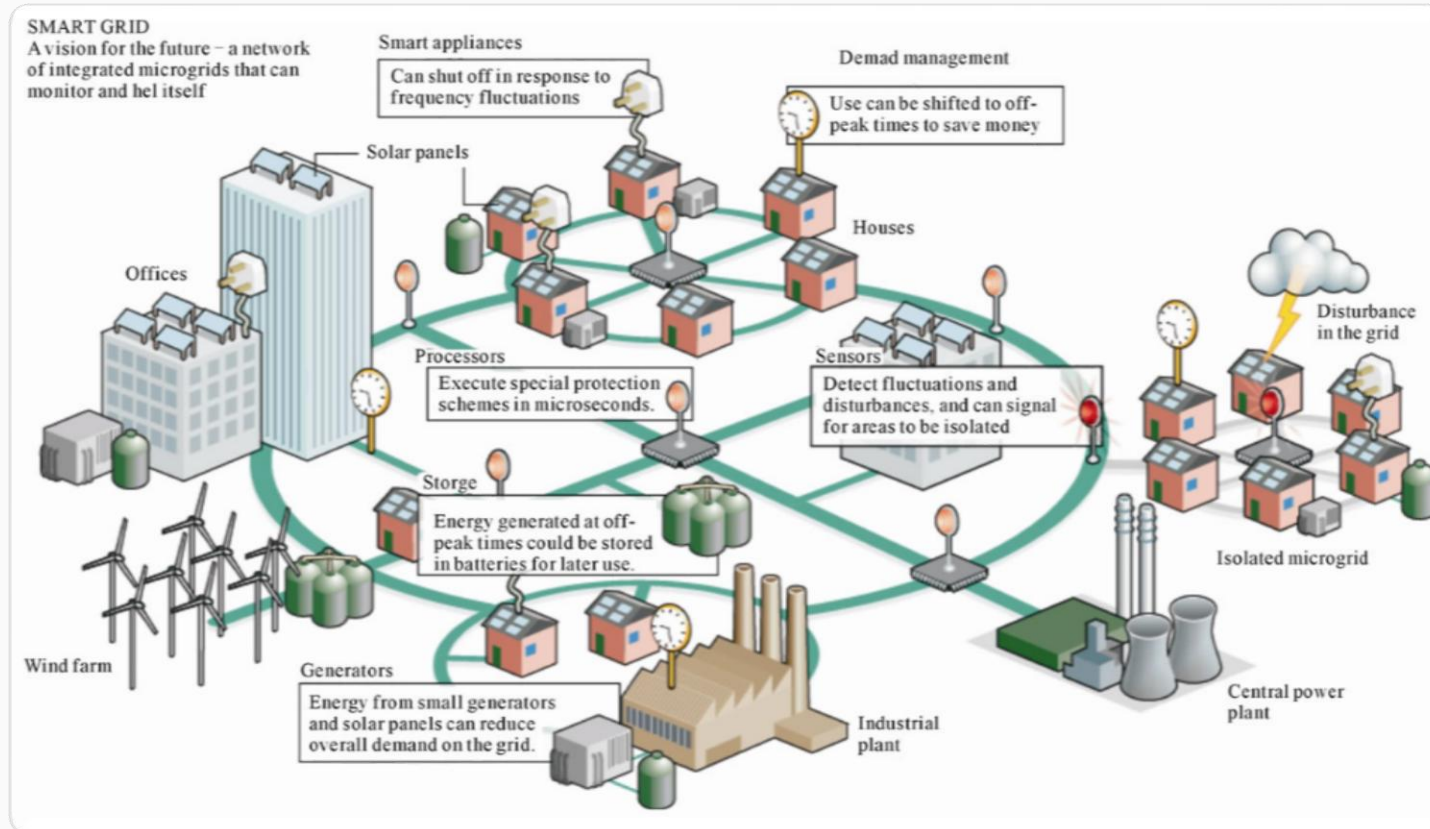 SMART GRID
A vision for the future – a network
of integrated microgrids that can
monitor and hel itself
Smart appliances
Can shut off in response to
frequency fluctuations
Demad management
Use can be shifted to off-
peak times to save money
Solar panels
Houses
Offices
Disturbance
in the grid
Processors
Execute special protection
schemes in microseconds.
Sensors
Detect fluctuations and
disturbances, and can signal
for areas to be isolated
Storge
Energy generated at off-
peak times could be stored
in batteries for later use.
Isolated microgrid
Wind farm
Generators
Energy from small generators
and solar panels can reduce
overall demand on the grid.
Industrial
plant
Central power
plant